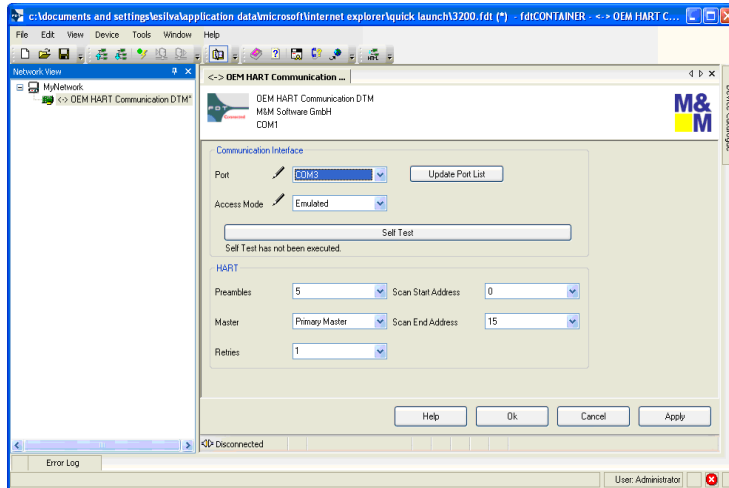 c:\documents and settings\esilva\application data\microsoft\internet explorer\quick launch\3200.fdt (*) - fdtCONTAINER - <-> OEM HART C...
File Edit View Device Tools Window Help
Network View
MyNetwork
<-> OEM HART Communication DTM*
<-> OEM HART Communication ...
OEM HART Communication DTM
M&M Software GmbH
COM1
M&M
Communication Interface
Port COM3 Update Port List
Access Mode Emulated
Self Test
Self Test has not been executed.
HART
Preambles 5 Scan Start Address 0
Master Primary Master Scan End Address 15
Retries 1
Help Ok Cancel Apply
Disconnected
Error Log
User: Administrator